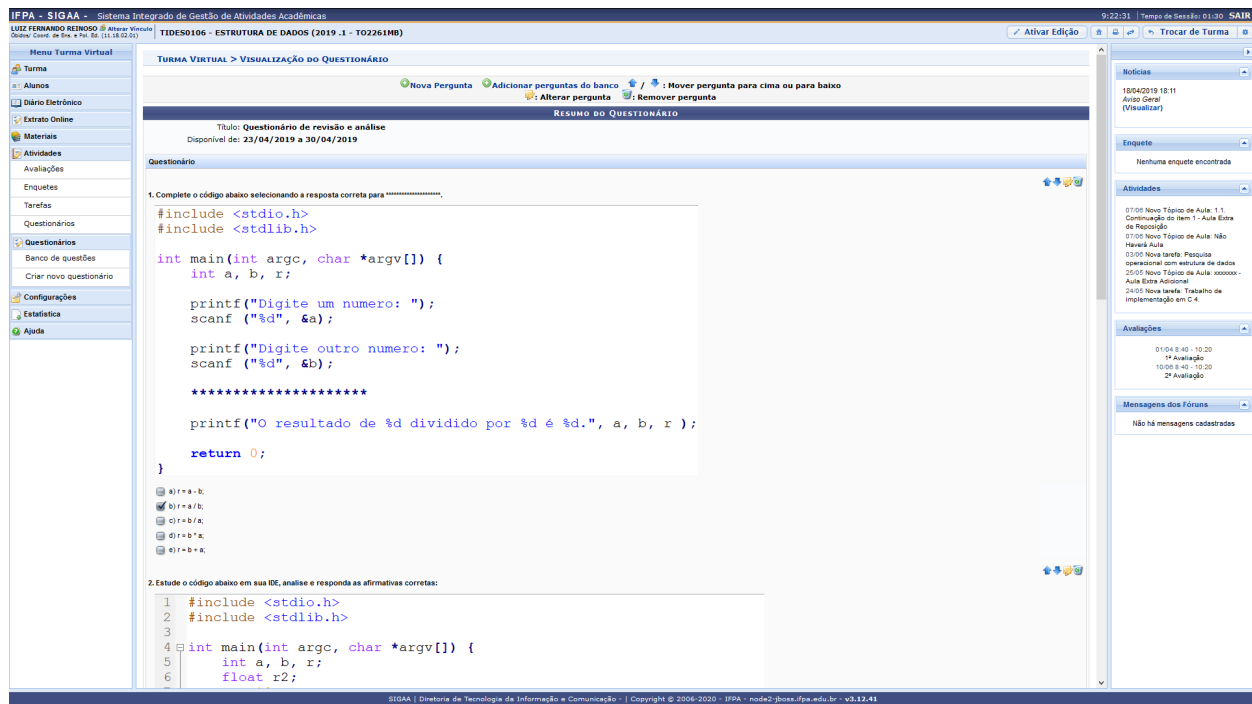 IFPA - SIGAA - Sistema Integrado de Gestão de Atividades Acadêmicas
9:22:31 | Tempo de Sessão: 01:30 SAIR
LUIZ FERNANDO REINOSO Alterar Vínculo
Óbidos/ Coord. de Ens. e Pol. Ed. (11.18.02.01)
TIDES0106 - ESTRUTURA DE DADOS (2019 .1 - TO2261MB)
Ativar Edição
Trocar de Turma
Menu Turma Virtual
Turma
Alunos
Diário Eletrônico
Extrato Online
Materiais
Atividades
Avaliações
Enquetes
Tarefas
Questionários
Questionários
Banco de questões
Criar novo questionário
Configurações
Estatística
Ajuda
TURMA VIRTUAL > VISUALIZAÇÃO DO QUESTIONÁRIO
Nova Pergunta Adicionar perguntas do banco / : Mover pergunta para cima ou para baixo
: Alterar pergunta : Remover pergunta
RESUMO DO QUESTIONÁRIO
Título: Questionário de revisão e análise
Disponível de: 23/04/2019 a 30/04/2019
Questionário
1. Complete o código abaixo selecionando a resposta correta para *********************.
#include <stdio.h>
#include <stdlib.h>
int main(int argc, char *argv[]) {
int a, b, r;
printf("Digite um numero: ");
scanf ("%d", &a);
printf("Digite outro numero: ");
scanf ("%d", &b);
*********************
printf("O resultado de %d dividido por %d é %d.", a, b, r );
return 0;
}
a) r = a - b;
b) r = a / b;
c) r = b / a;
d) r = b * a;
e) r = b + a;
2. Estude o código abaixo em sua IDE, analise e responda as afirmativas corretas:
1 #include <stdio.h>
2 #include <stdlib.h>
3
4 int main(int argc, char *argv[]) {
5 int a, b, r;
6 float r2;
Notícias
18/04/2019 18:11
Aviso Geral
(Visualizar)
Enquete
Nenhuma enquete encontrada
Atividades
07/06 Novo Tópico de Aula: 1.1.
Continuação do item 1 - Aula Extra
de Reposição
07/06 Novo Tópico de Aula: Não
Haverá Aula
03/06 Nova tarefa: Pesquisa
operacional com estrutura de dados
25/05 Novo Tópico de Aula: xxxxxxx -
Aula Extra Adicional
24/05 Nova tarefa: Trabalho de
implementação em C 4.
Avaliações
01/04 8:40 - 10:20
1ª Avaliação
10/06 8:40 - 10:20
2ª Avaliação
Mensagens dos Fóruns
Não há mensagens cadastradas
SIGAA | Diretoria de Tecnologia da Informação e Comunicação - | Copyright © 2006-2020 - IFPA - node2-jboss.ifpa.edu.br - v3.12.41